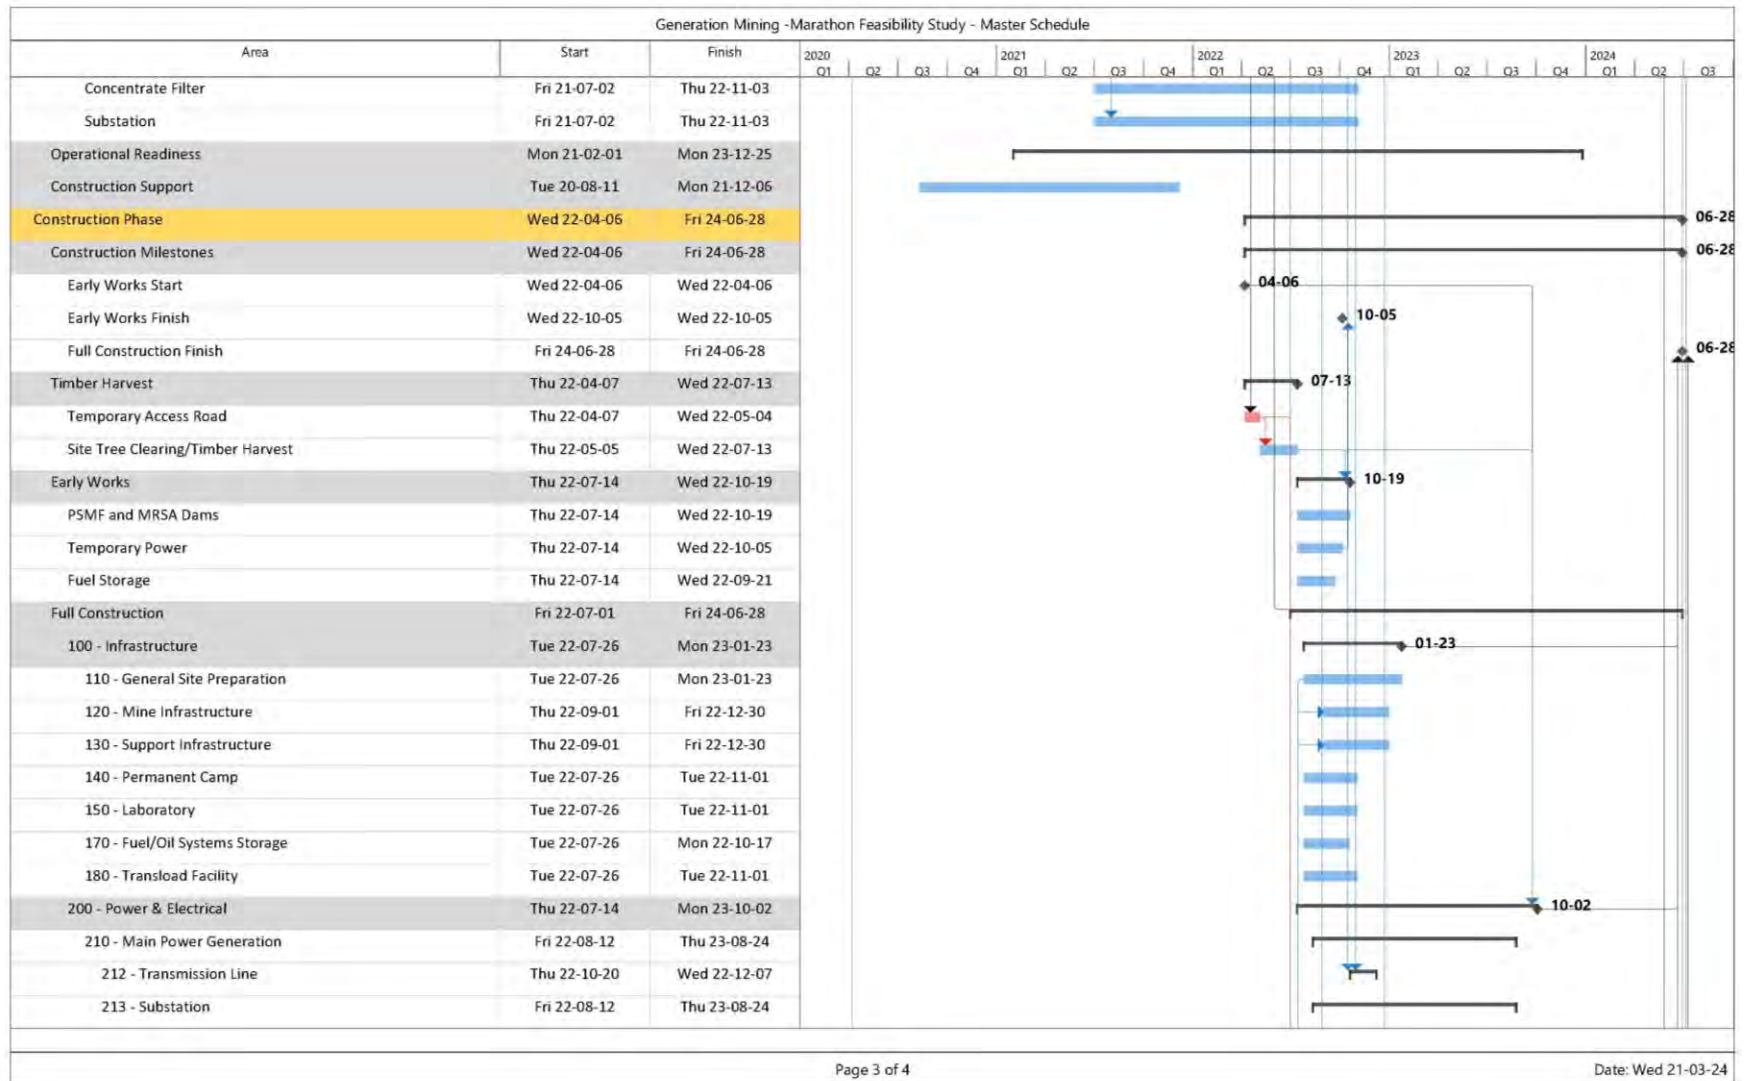 Generation Mining -Marathon Feasibility Study - Master Schedule
Area Start Finish 2020 2021 2022 2023 2024
Q1 Q2 Q3 Q4 Q1 Q2 Q3 Q4 Q1 Q2 Q3 Q4 Q1 Q2 Q3 Q4 Q1 Q2 Q3
Concentrate Filter Fri 21-07-02 Thu 22-11-03
Substation Fri 21-07-02 Thu 22-11-03
Operational Readiness Mon 21-02-01 Mon 23-12-25
Construction Support Tue 20-08-11 Mon 21-12-06
Construction Phase Wed 22-04-06 Fri 24-06-28 06-28
Construction Milestones Wed 22-04-06 Fri 24-06-28 06-28
Early Works Start Wed 22-04-06 Wed 22-04-06 04-06
Early Works Finish Wed 22-10-05 Wed 22-10-05 10-05
Full Construction Finish Fri 24-06-28 Fri 24-06-28 06-28
Timber Harvest Thu 22-04-07 Wed 22-07-13 07-13
Temporary Access Road Thu 22-04-07 Wed 22-05-04
Site Tree Clearing/Timber Harvest Thu 22-05-05 Wed 22-07-13
Early Works Thu 22-07-14 Wed 22-10-19 10-19
PSMF and MRSA Dams Thu 22-07-14 Wed 22-10-19
Temporary Power Thu 22-07-14 Wed 22-10-05
Fuel Storage Thu 22-07-14 Wed 22-09-21
Full Construction Fri 22-07-01 Fri 24-06-28
100 - Infrastructure Tue 22-07-26 Mon 23-01-23 01-23
110 - General Site Preparation Tue 22-07-26 Mon 23-01-23
120 - Mine Infrastructure Thu 22-09-01 Fri 22-12-30
130 - Support Infrastructure Thu 22-09-01 Fri 22-12-30
140 - Permanent Camp Tue 22-07-26 Tue 22-11-01
150 - Laboratory Tue 22-07-26 Tue 22-11-01
170 - Fuel/Oil Systems Storage Tue 22-07-26 Mon 22-10-17
180 - Transload Facility Tue 22-07-26 Tue 22-11-01
200 - Power & Electrical Thu 22-07-14 Mon 23-10-02 10-02
210 - Main Power Generation Fri 22-08-12 Thu 23-08-24
212 - Transmission Line Thu 22-10-20 Wed 22-12-07
213 - Substation Fri 22-08-12 Thu 23-08-24
Page 3 of 4 Date: Wed 21-03-24